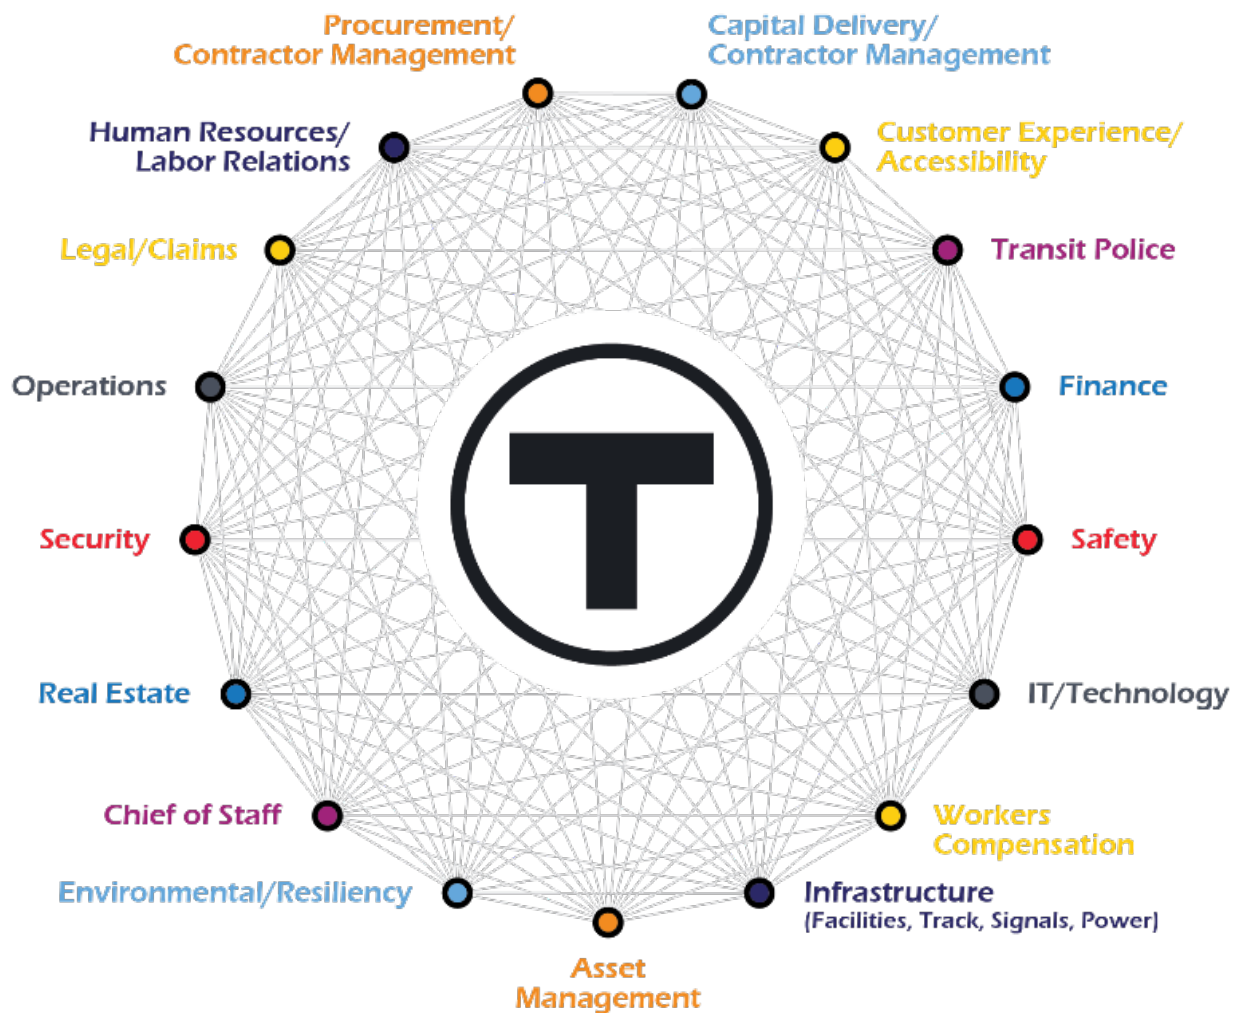 Procurement/
Contractor Management
Capital Delivery/
Contractor Management
Human Resources/
Labor Relations
Customer Experience/
Accessibility
Legal/Claims
Transit Police
Operations
Finance
T
Security
Safety
Real Estate
IT/Technology
Chief of Staff
Workers
Compensation
Environmental/Resiliency
Infrastructure
(Facilities, Track, Signals, Power)
Asset
Management